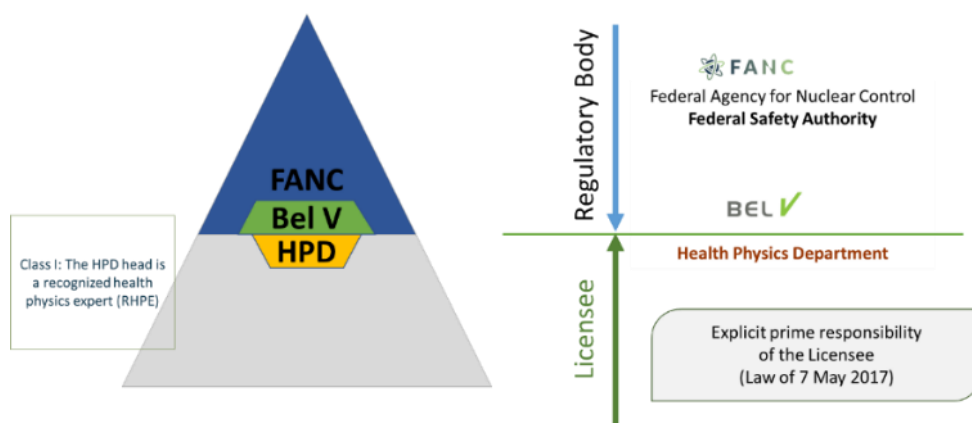 FANC
Bel V
HPD
Class I: The HPD head is
a recognized health
physics expert (RHPE)
Regulatory Body
Licensee
FANC
Federal Agency for Nuclear Control
Federal Safety Authority
BEL V
Health Physics Department
Explicit prime responsibility
of the Licensee
(Law of 7 May 2017)